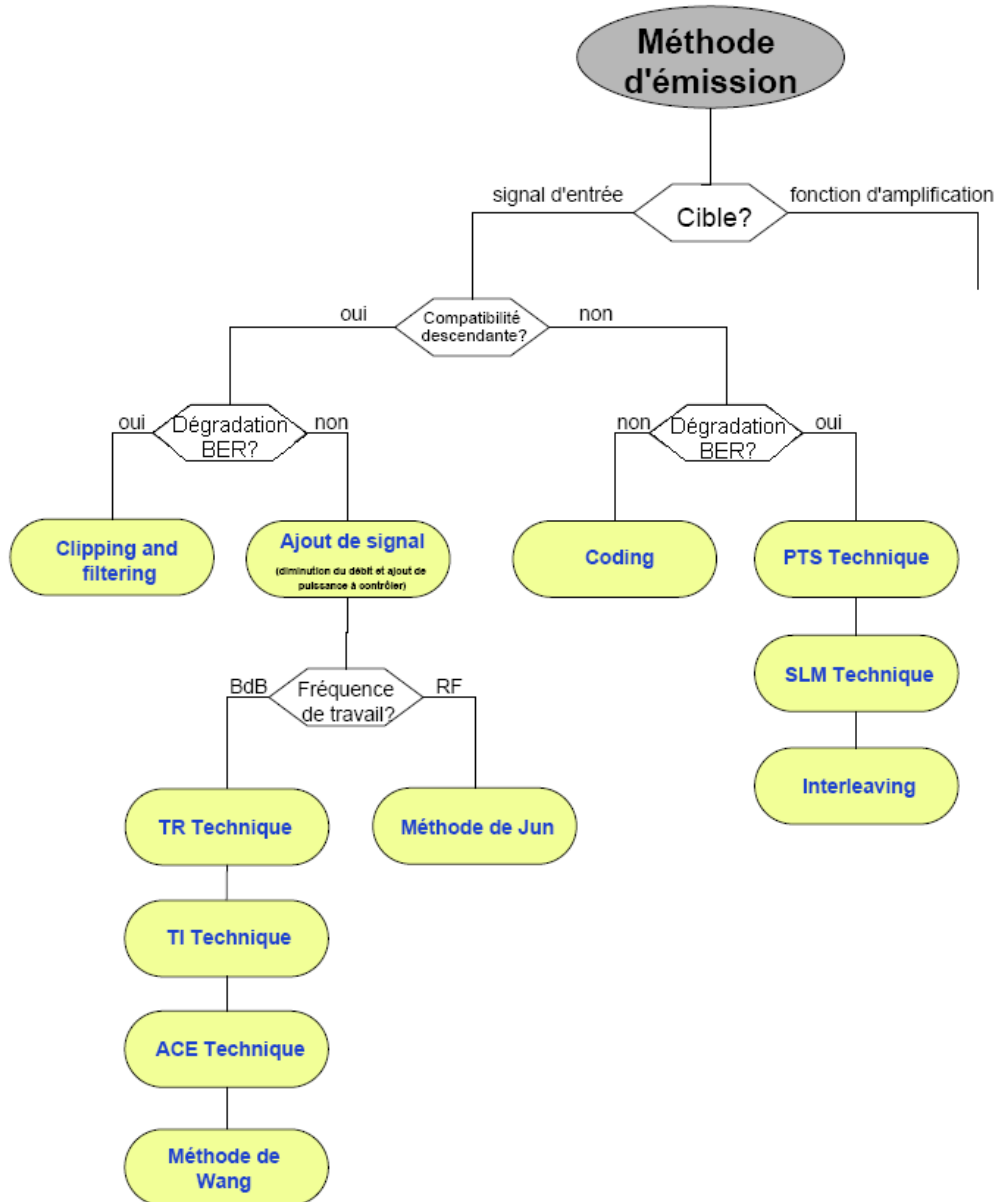 Méthode
d'émission
signal d'entrée
Cible?
fonction d'amplification
oui
Compatibilité
descendante?
non
oui
Dégradation
BER?
non
non
Dégradation
BER?
oui
Clipping and
filtering
Ajout de signal
(diminution du débit et ajout de
puissance à contrôler)
Coding
PTS Technique
BdB
Fréquence
de travail?
RF
SLM Technique
Interleaving
TR Technique
Méthode de Jun
TI Technique
ACE Technique
Méthode de
Wang